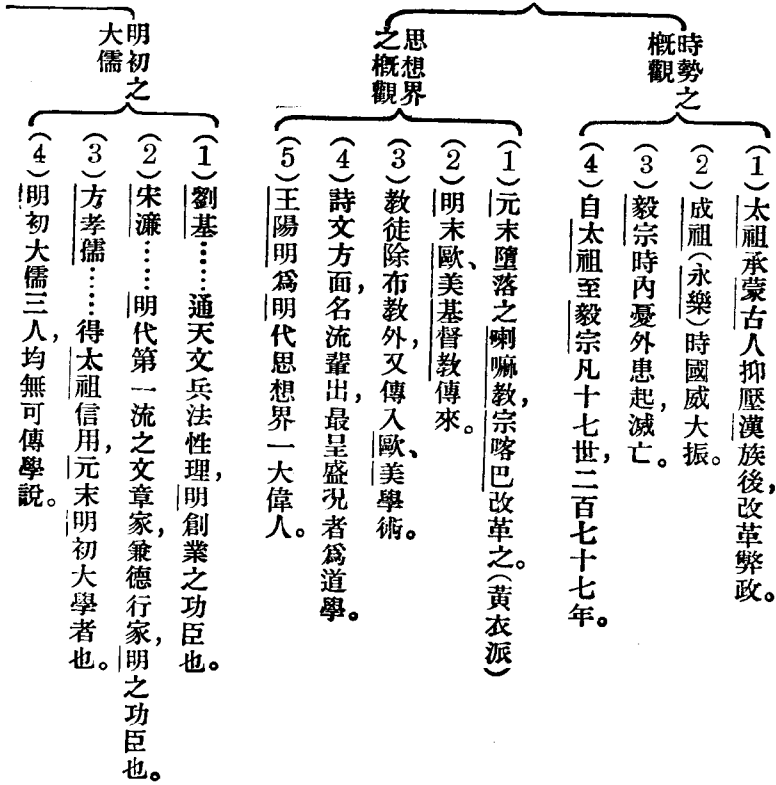 時勢之
概觀
(1)太祖承蒙古人抑壓漢族後,改革弊政。
(2)成祖(永樂)時國威大振。
(3)毅宗時內憂外患起,滅亡。
(4)自太祖至毅宗凡十七世,二百七十七年。
思想界
之概觀
(1)元末墮落之喇嘛教,宗喀巴改革之。(黃衣派)
(2)明末歐、美基督教傳來。
(3)教徒除布教外,又傳入歐、美學術。
(4)詩文方面,名流輩出,最呈盛况者爲道學。
(5)王陽明爲明代思想界一大偉人。
明初之
大儒
(1)劉基……通天文兵法性理,明創業之功臣也。
(2)宋濂……明代第一流之文章家,兼德行家,明之功臣也。
(3)方孝儒……得太祖信用,元末明初大學者也。
(4)明初大儒三人,均無可傳學說。